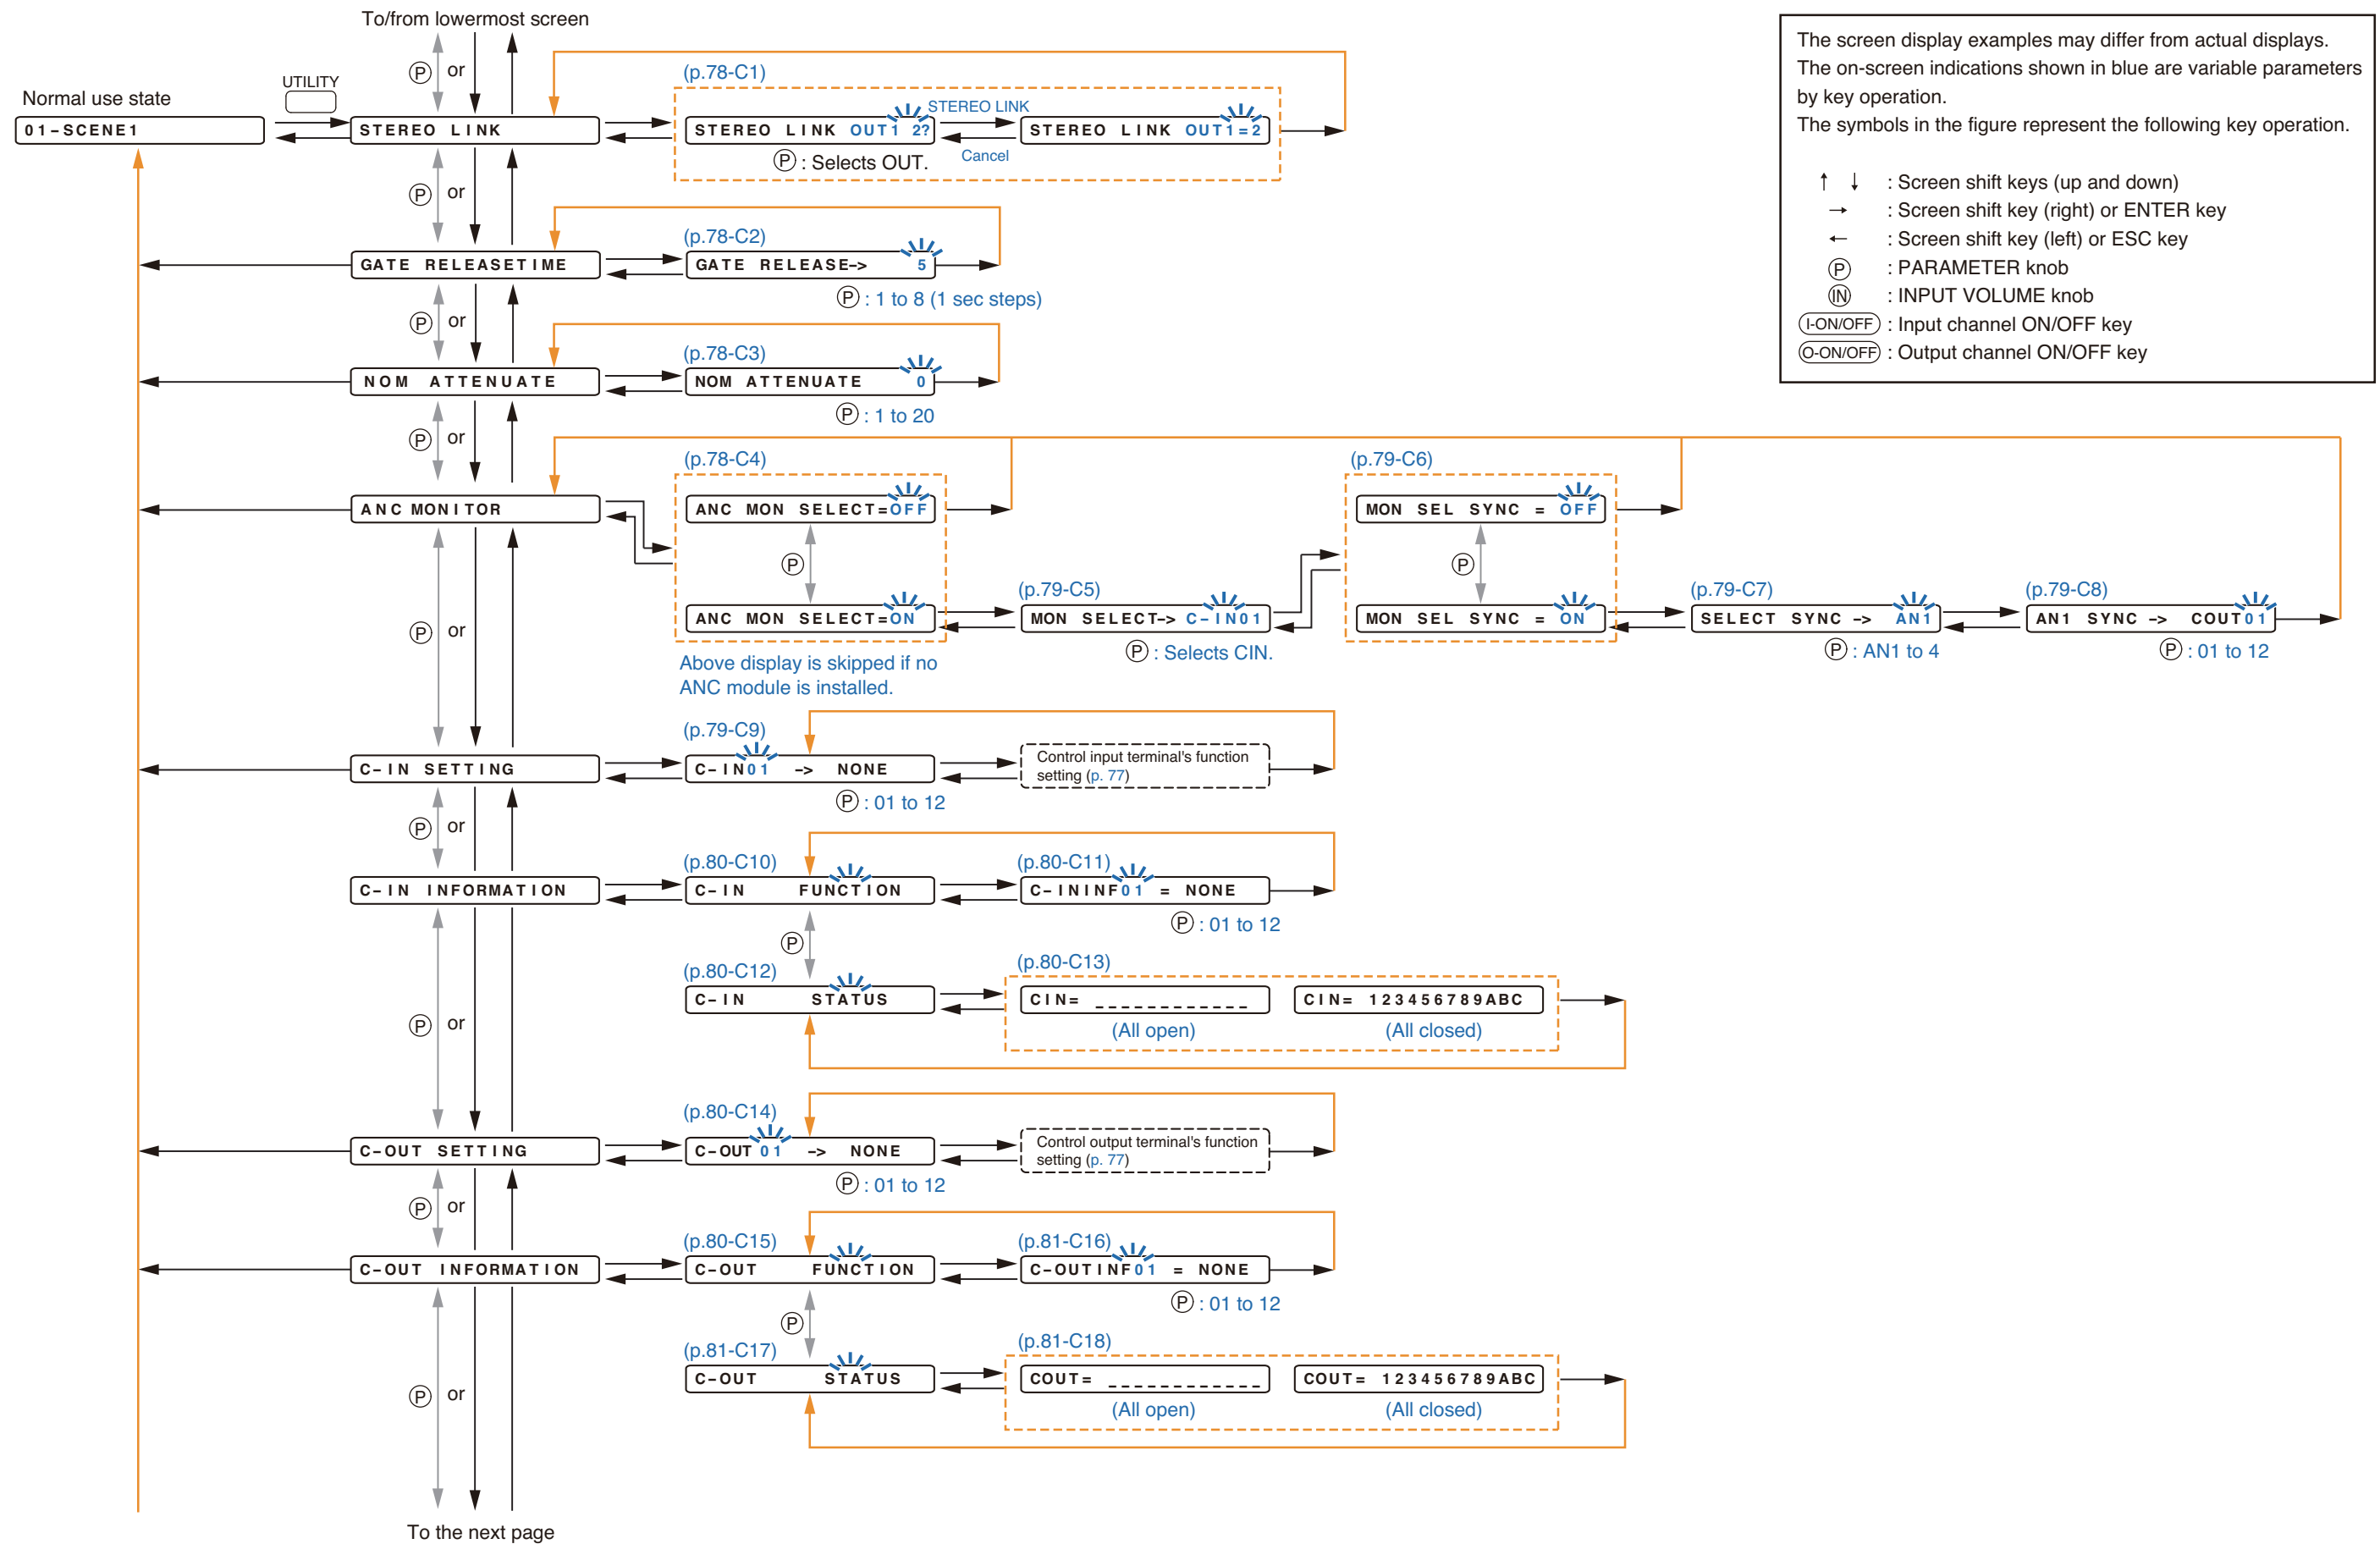 To/from lowermost screen
The screen display examples may differ from actual displays.
The on-screen indications shown in blue are variable parameters
by key operation.
The symbols in the figure represent the following key operation.
↑ ↓ : Screen shift keys (up and down)
→ : Screen shift key (right) or ENTER key
← : Screen shift key (left) or ESC key
P : PARAMETER knob
IN : INPUT VOLUME knob
I-ON/OFF : Input channel ON/OFF key
O-ON/OFF : Output channel ON/OFF key
P or
Normal use state
UTILITY
(p.78-C1)
01-SCENE1
STEREO LINK
STEREO LINK OUT1 2?
STEREO LINK
Cancel
STEREO LINK OUT1=2
P : Selects OUT.
P or
(p.78-C2)
GATE RELEASETIME
GATE RELEASE-> 5
P : 1 to 8 (1 sec steps)
P or
(p.78-C3)
NOM ATTENUATE
NOM ATTENUATE 0
P : 1 to 20
P or
(p.78-C4)
(p.79-C6)
ANC MONITOR
ANC MON SELECT=OFF
MON SEL SYNC = OFF
P
P
(p.79-C5)
(p.79-C7)
(p.79-C8)
P or
ANC MON SELECT=ON
MON SELECT-> C-IN01
MON SEL SYNC = ON
SELECT SYNC -> AN1
AN1 SYNC -> COUT01
P : Selects CIN.
P : AN1 to 4
P : 01 to 12
Above display is skipped if no
ANC module is installed.
(p.79-C9)
C-IN SETTING
C-IN01 -> NONE
Control input terminal's function
setting (p. 77)
P : 01 to 12
P or
(p.80-C10)
(p.80-C11)
C-IN INFORMATION
C-IN FUNCTION
C-ININF01 = NONE
P : 01 to 12
P
(p.80-C12)
(p.80-C13)
C-IN STATUS
CIN= _ _ _ _ _ _ _ _ _ _ _ _
CIN= 123456789ABC
P or
(All open)
(All closed)
(p.80-C14)
C-OUT SETTING
C-OUT 01 -> NONE
Control output terminal's function
setting (p. 77)
P : 01 to 12
P or
(p.80-C15)
(p.81-C16)
C-OUT INFORMATION
C-OUT FUNCTION
C-OUTINF01 = NONE
P : 01 to 12
P
(p.81-C17)
(p.81-C18)
C-OUT STATUS
COUT= _ _ _ _ _ _ _ _ _ _ _ _
COUT= 123456789ABC
P or
(All open)
(All closed)
To the next page